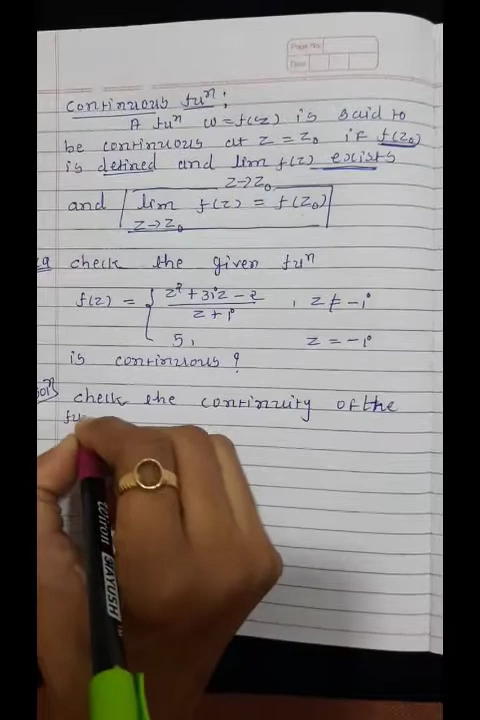 Page No.
Date
continuous fuⁿ :
A fuⁿ w = f(z) is said to
be continuous at z = z₀ if f(z₀)
is defined and lim f(z) exists
z→z₀
and lim f(z) = f(z₀)
z→z₀
check the given fuⁿ
f(z) = { z² + 3iz - 2 / z + i , z ≠ -i
5, z = -i
is continuous ?
check the continuity of the
fu